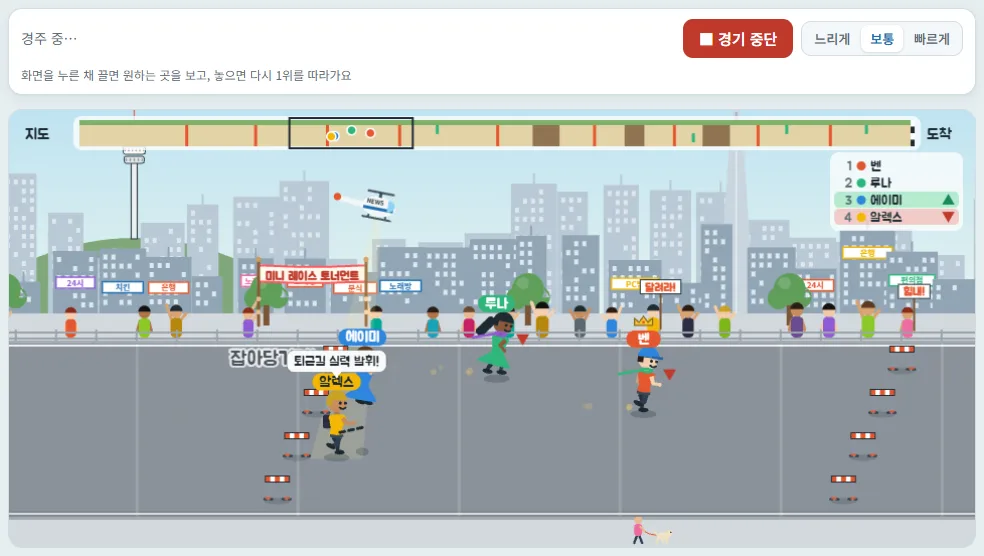 경주 중…
■ 경기 중단
느리게
보통
빠르게
화면을 누른 채 끌면 원하는 곳을 보고, 놓으면 다시 1위를 따라가요
지도
도착
1 벤
2 루나
3 에이미 ▲
4 알렉스 ▼
NEWS
24시
치킨
은행
미니 레이스 토너먼트
분식
노래방
달려라!
24시
은행
편의점
힘내!
루나
에이미
벤
잡아당
퇴근길 실력 발휘!
알렉스